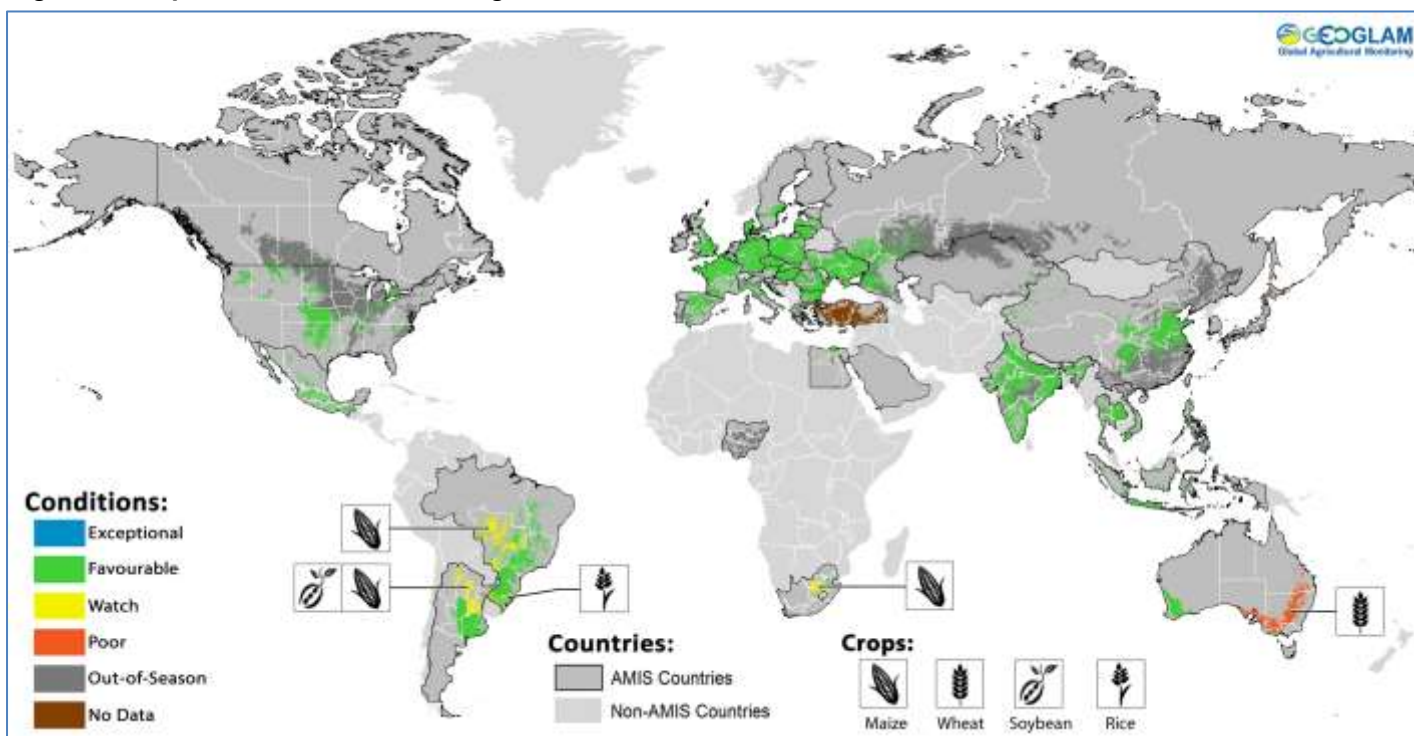 GEOGLAM
Global Agricultural Monitoring
Conditions:
Exceptional
Favourable
Watch
Poor
Out-of-Season
No Data
Countries:
AMIS Countries
Non-AMIS Countries
Crops:
Maize
Wheat
Soybean
Rice